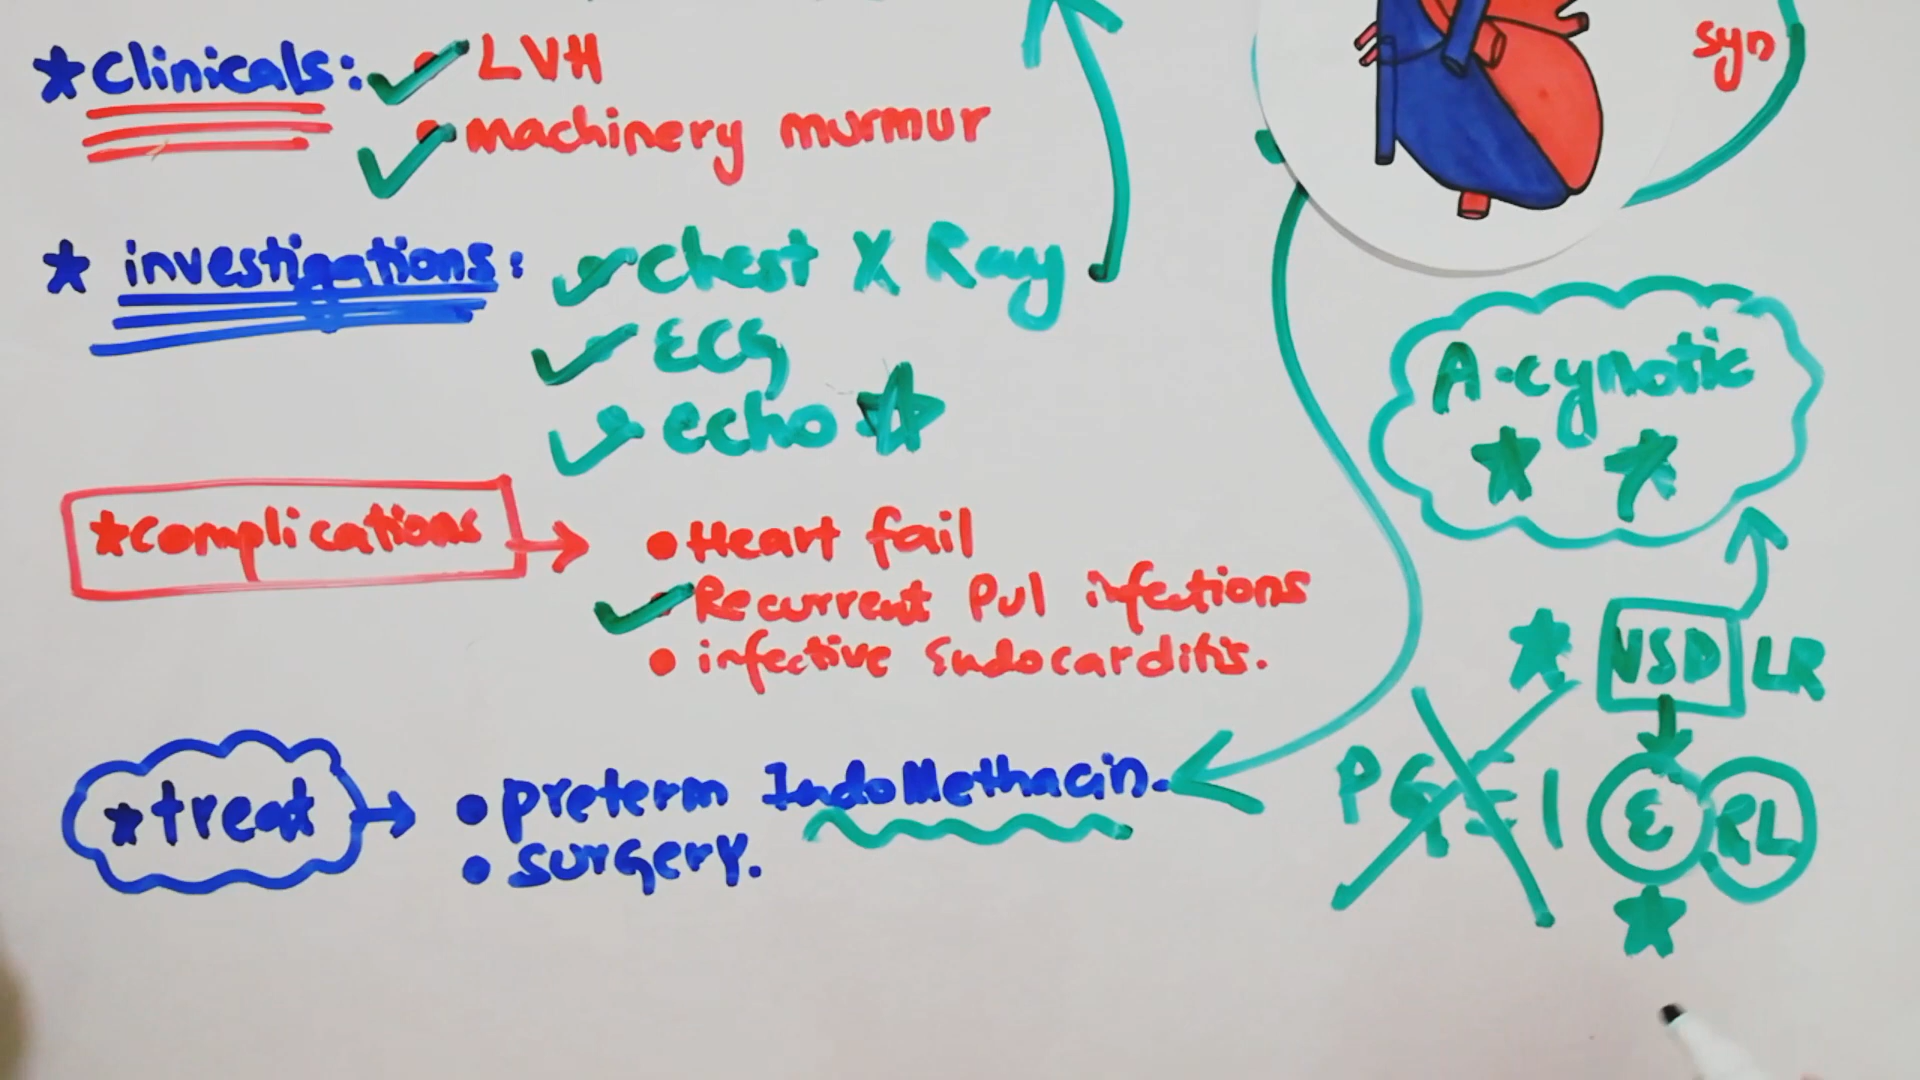 ★clinicals: • LVH
• machinery murmur
★ investigations: chest X Ray
ECG
echo
★complications → • Heart fail
• Recurrent Pul infections
• infective Endocarditis.
★treat → • preterm IndoMethacin.
• surgery.
syn
A-cynotic
VSD LR
PG E1
ε RL